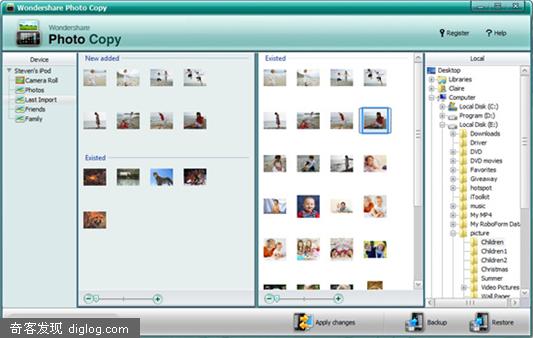 Wondershare Photo Copy
Wondershare
Photo Copy
Register
Help
Device
Steven's iPod
Camera Roll
Photos
Last Import
Friends
Family
New added
Existed
Existed
Local
Desktop
Libraries
Claire
Computer
Local Disk (C:)
Program (D:)
Local Disk (E:)
Downloads
Driver
DVD
DVD movies
Favorites
Giveaway
hotspot
iToolkit
music
My MP4
My RoboForm Data
picture
Children
Children1
Children2
Christmas
Summer
Video Pictures
Wall Paper
Apply changes
Backup
Restore
奇客发现 diglog.com